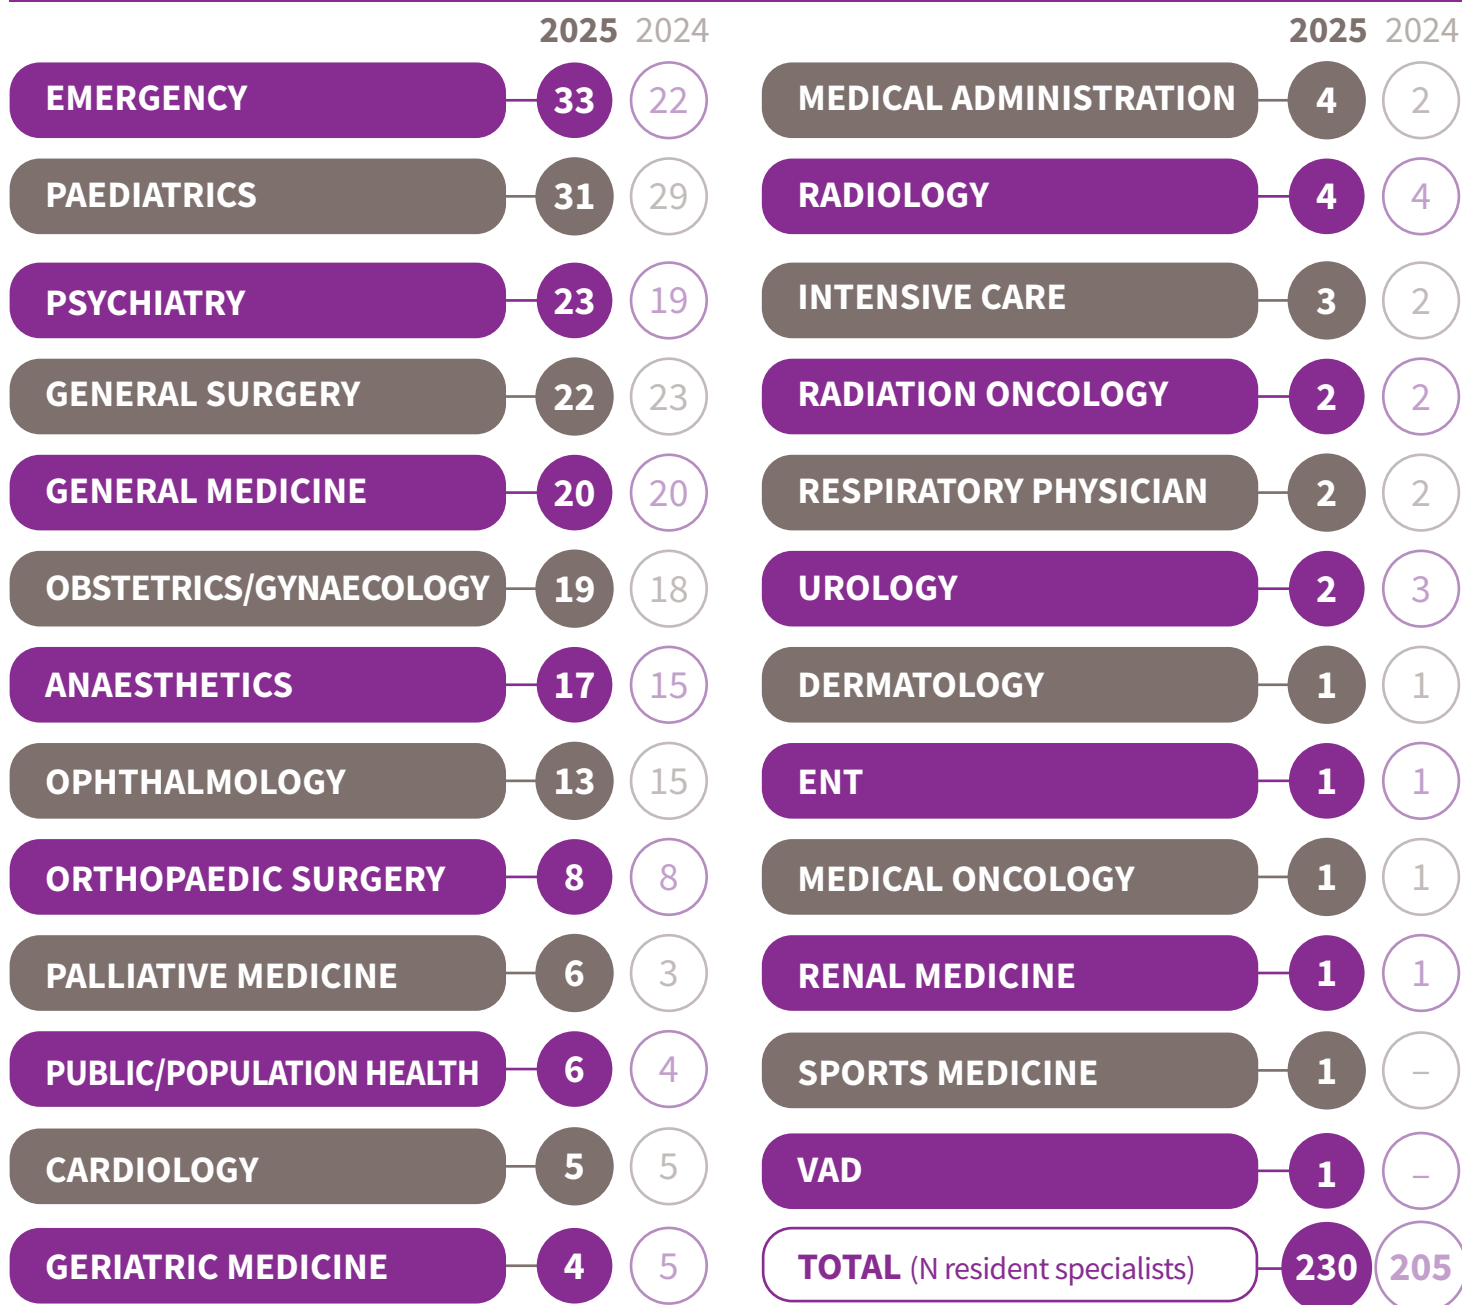 2025 2024
EMERGENCY 33 22
PAEDIATRICS 31 29
PSYCHIATRY 23 19
GENERAL SURGERY 22 23
GENERAL MEDICINE 20 20
OBSTETRICS/GYNAECOLOGY 19 18
ANAESTHETICS 17 15
OPHTHALMOLOGY 13 15
ORTHOPAEDIC SURGERY 8 8
PALLIATIVE MEDICINE 6 3
PUBLIC/POPULATION HEALTH 6 4
CARDIOLOGY 5 5
GERIATRIC MEDICINE 4 5
2025 2024
MEDICAL ADMINISTRATION 4 2
RADIOLOGY 4 4
INTENSIVE CARE 3 2
RADIATION ONCOLOGY 2 2
RESPIRATORY PHYSICIAN 2 2
UROLOGY 2 3
DERMATOLOGY 1 1
ENT 1 1
MEDICAL ONCOLOGY 1 1
RENAL MEDICINE 1 1
SPORTS MEDICINE 1 –
VAD 1 –
TOTAL (N resident specialists) 230 205